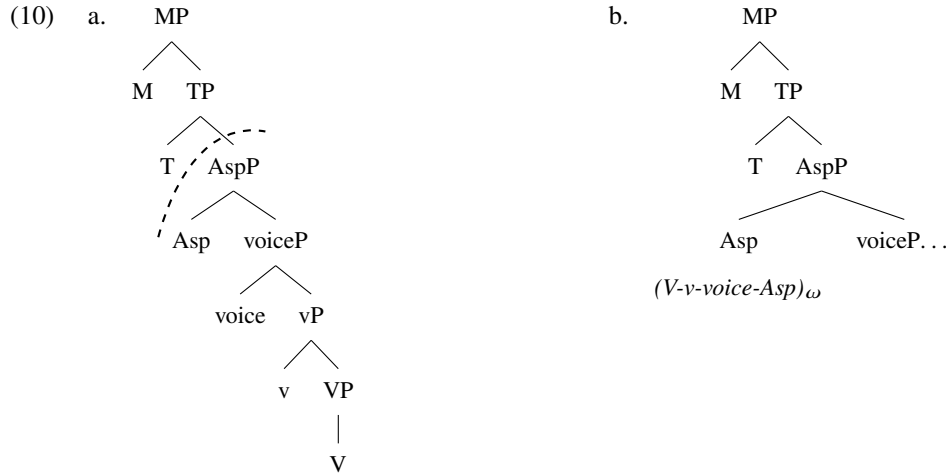 (10) a. MP b. MP
M TP M TP
T AspP T AspP
Asp voiceP Asp voiceP. . .
(V-v-voice-Asp)ω
voice vP
v VP
V